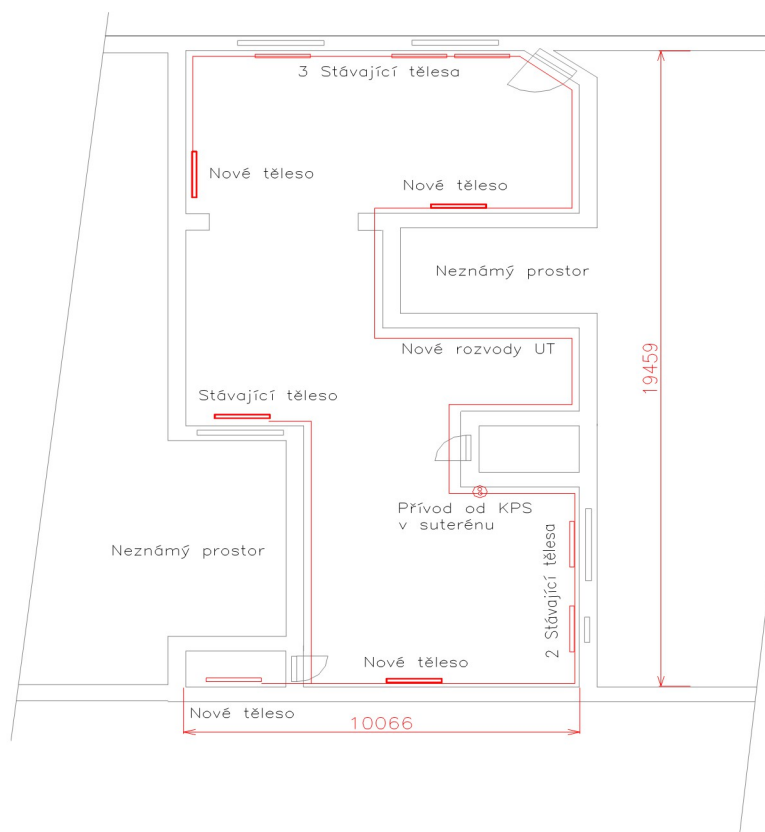 3 Stávající tělesa
Nové těleso
Nové těleso
Neznámý prostor
Nové rozvody UT
19459
Stávající těleso
Přívod od KPS
v suterénu
Neznámý prostor
2 Stávající tělesa
Nové těleso
Nové těleso
10066